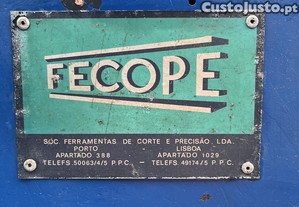 Custojusto.pt
FECOPE
SOC. FERRAMENTAS DE CORTE E PRECISÃO, LDA.
PORTO LISBOA
APARTADO 388 APARTADO 1029
TELEFS. 50063/4/5 P.P.C. - TELEFS. 49174/5 P.P.C.